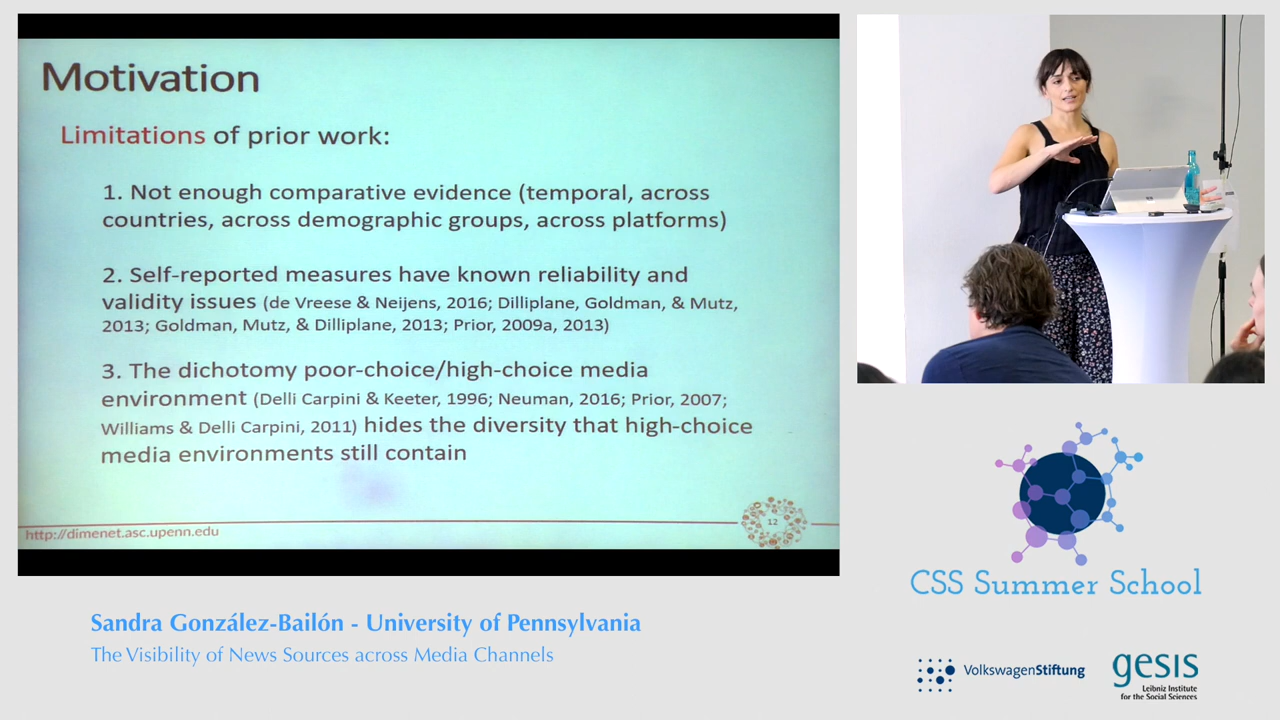 Motivation
Limitations of prior work:
1. Not enough comparative evidence (temporal, across
countries, across demographic groups, across platforms)
2. Self-reported measures have known reliability and
validity issues (de Vreese & Neijens, 2016; Dilliplane, Goldman, & Mutz,
2013; Goldman, Mutz, & Dilliplane, 2013; Prior, 2009a, 2013)
3. The dichotomy poor-choice/high-choice media
environment (Delli Carpini & Keeter, 1996; Neuman, 2016; Prior, 2007;
Williams & Delli Carpini, 2011) hides the diversity that high-choice
media environments still contain
http://dimenet.asc.upenn.edu
12
CSS Summer School
Sandra González-Bailón - University of Pennsylvania
The Visibility of News Sources across Media Channels
VolkswagenStiftung
gesis
Leibniz Institute
for the Social Sciences